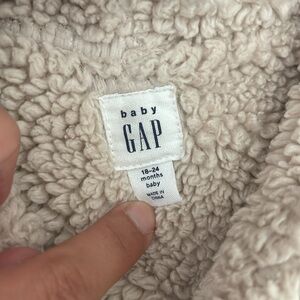 baby
GAP
18-24
months
baby
MADE IN
CHINA